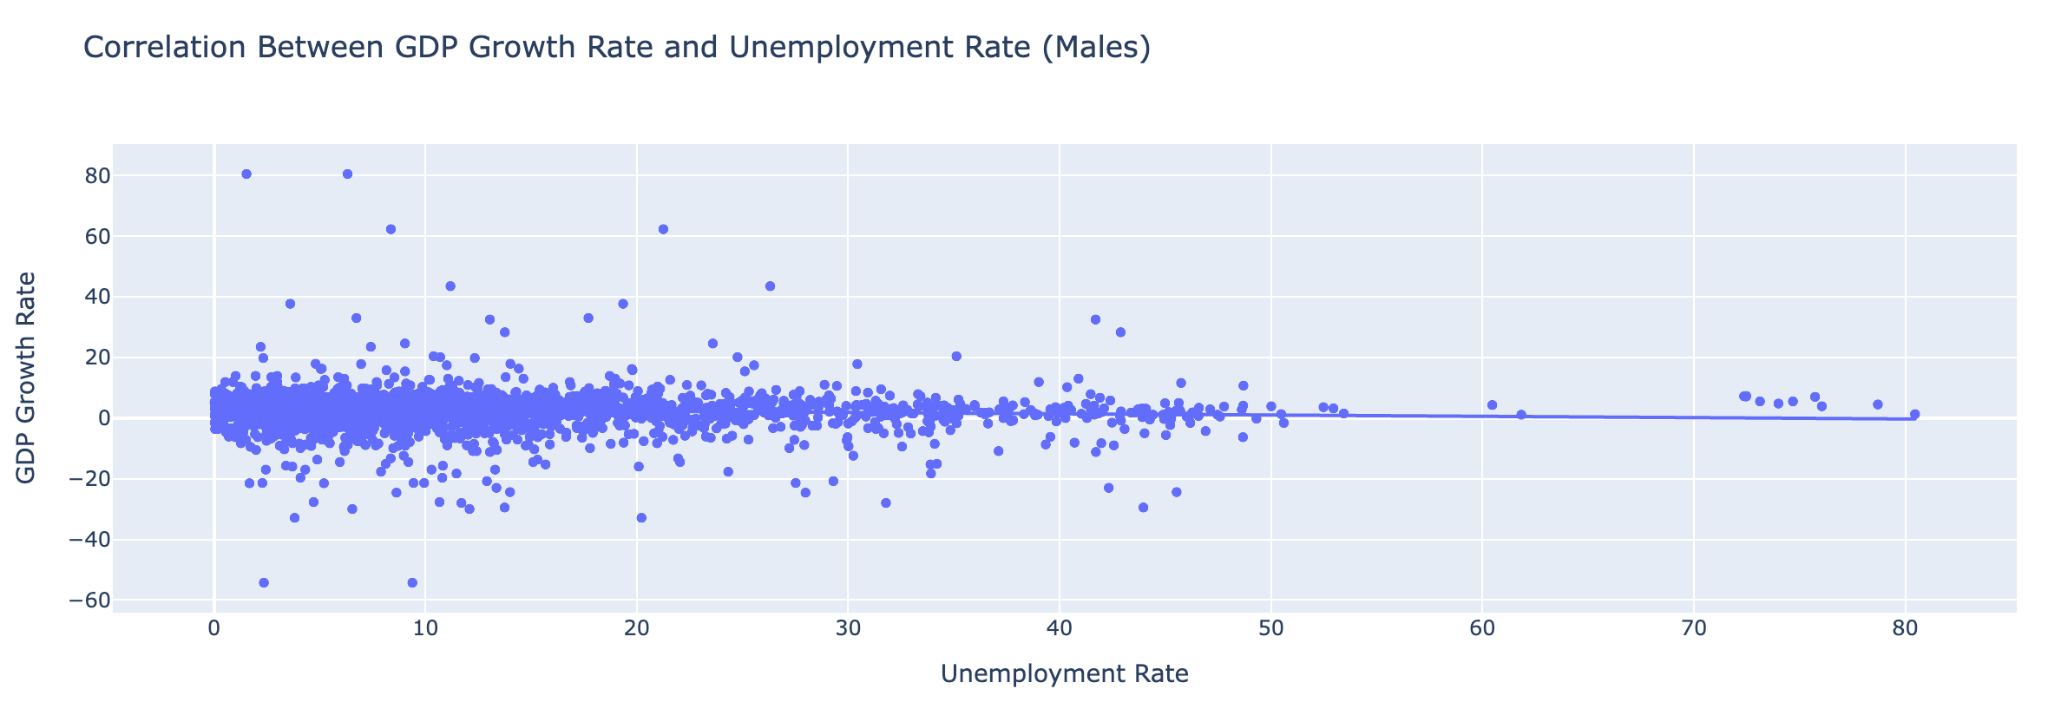 Correlation Between GDP Growth Rate and Unemployment Rate (Males)
GDP Growth Rate
80
60
40
20
0
−20
−40
−60
0 10 20 30 40 50 60 70 80
Unemployment Rate